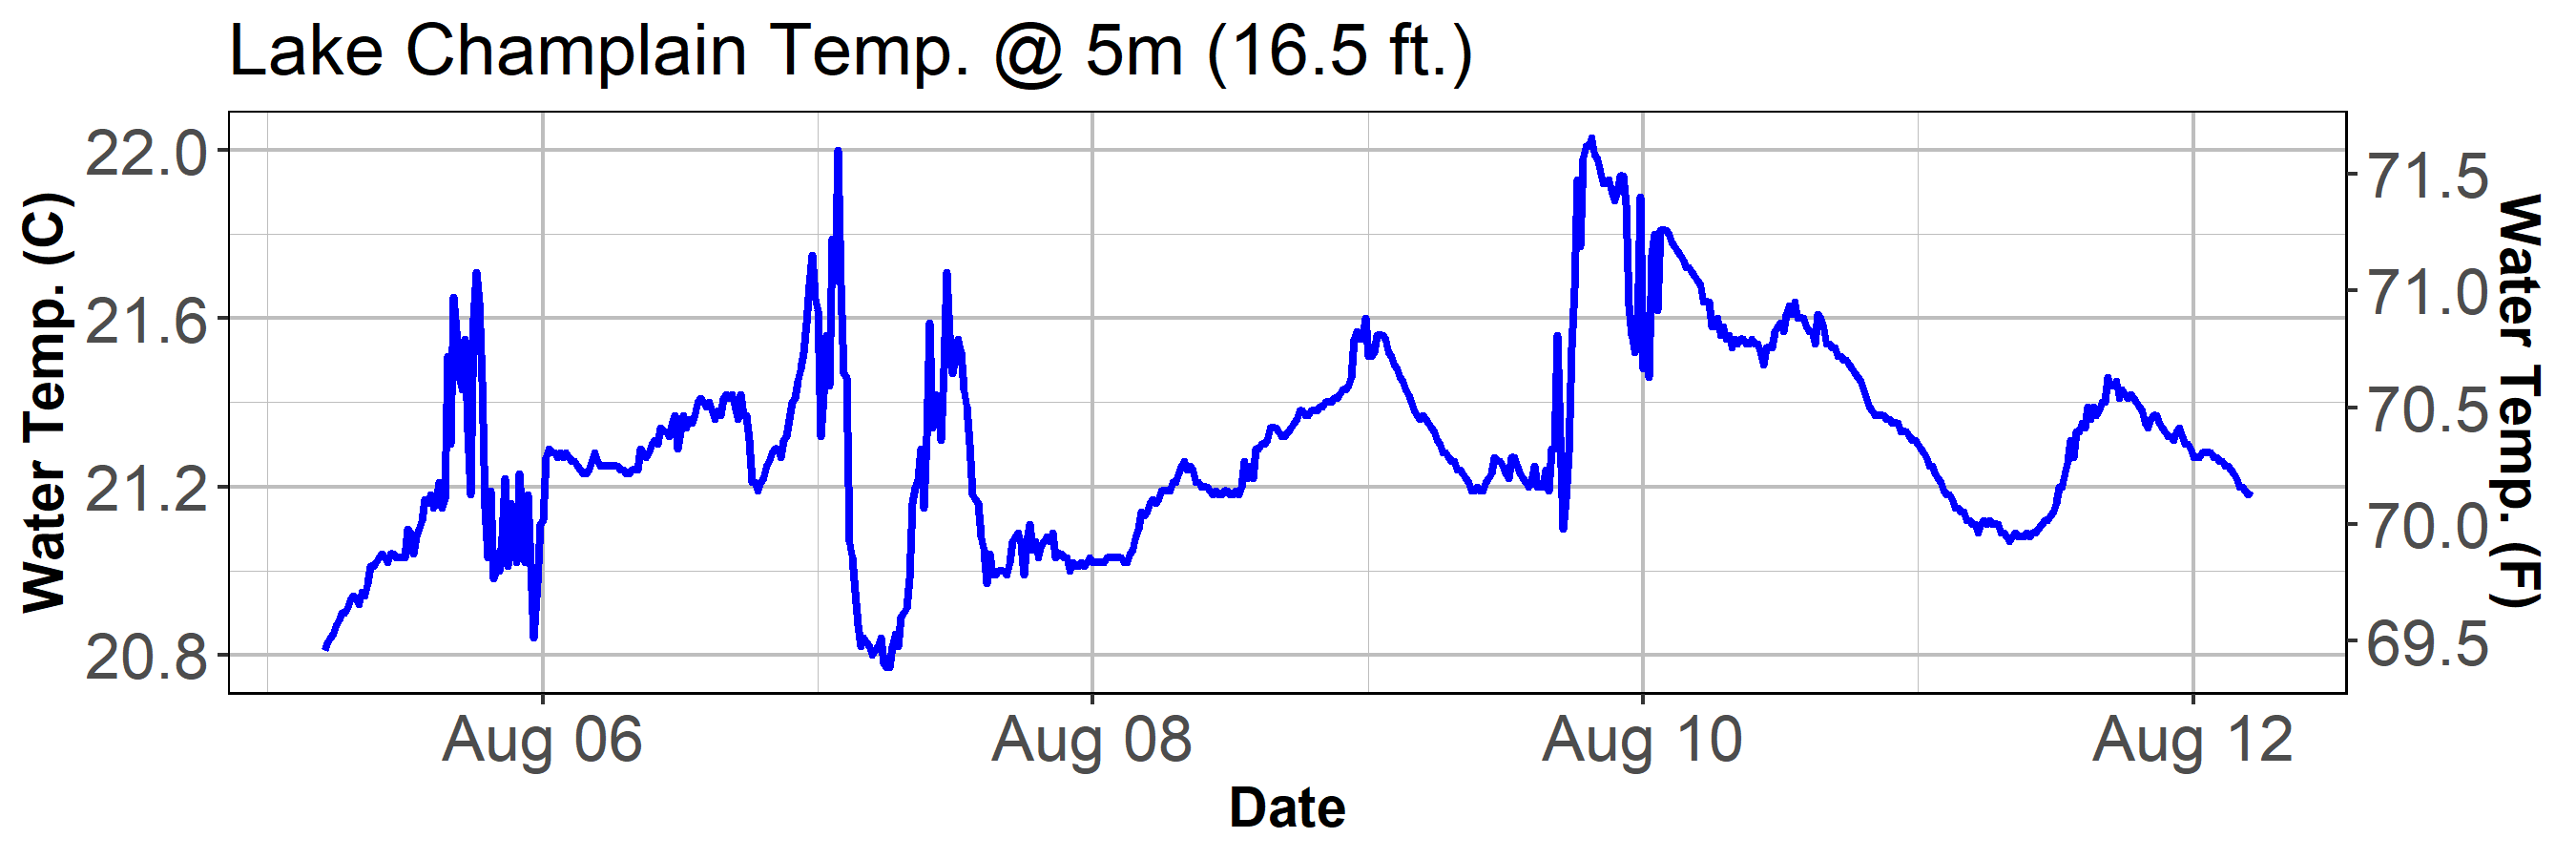 Lake Champlain Temp. @ 5m (16.5 ft.)
Water Temp. (C)
22.0
21.6
21.2
20.8
71.5
71.0
70.5
70.0
69.5
Water Temp. (F)
Aug 06 Aug 08 Aug 10 Aug 12
Date